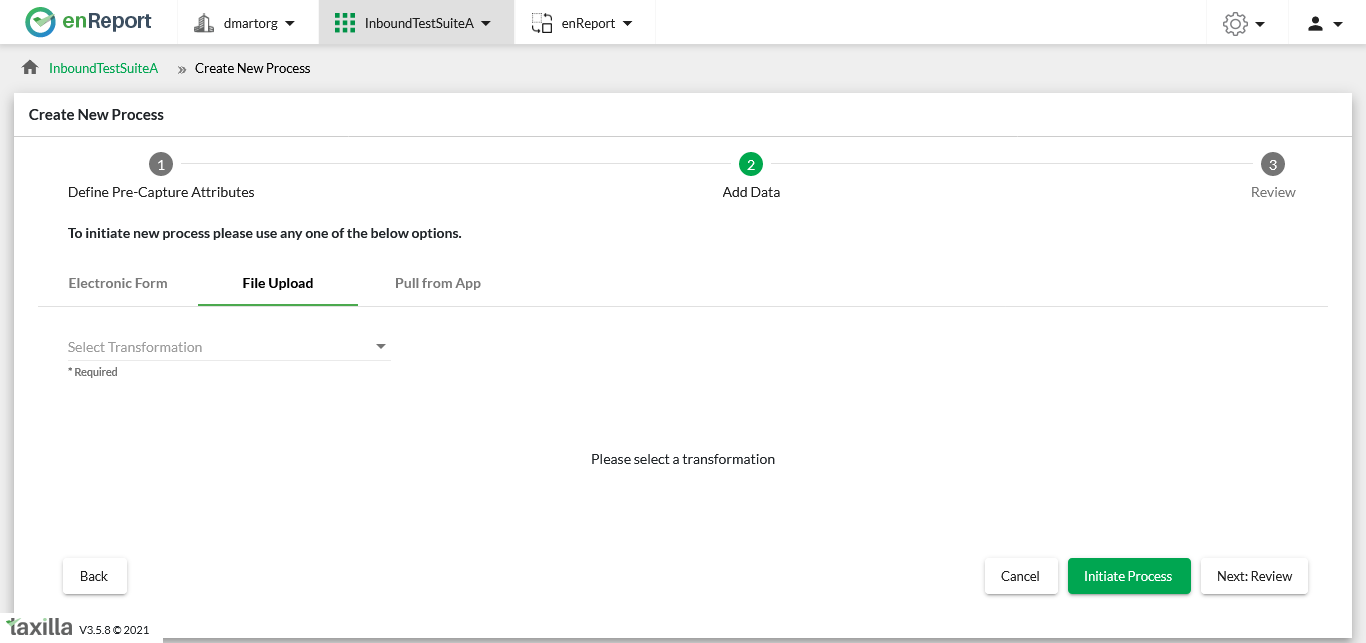 enReport dmartorg InboundTestSuiteA enReport
InboundTestSuiteA » Create New Process
Create New Process
1 2 3
Define Pre-Capture Attributes Add Data Review
To initiate new process please use any one of the below options.
Electronic Form File Upload Pull from App
Select Transformation
* Required
Please select a transformation
Back Cancel Initiate Process Next: Review
taxilla V3.5.8 © 2021